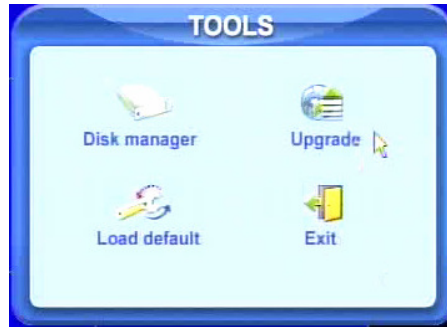 TOOLS
Disk manager
Upgrade
Load default
Exit